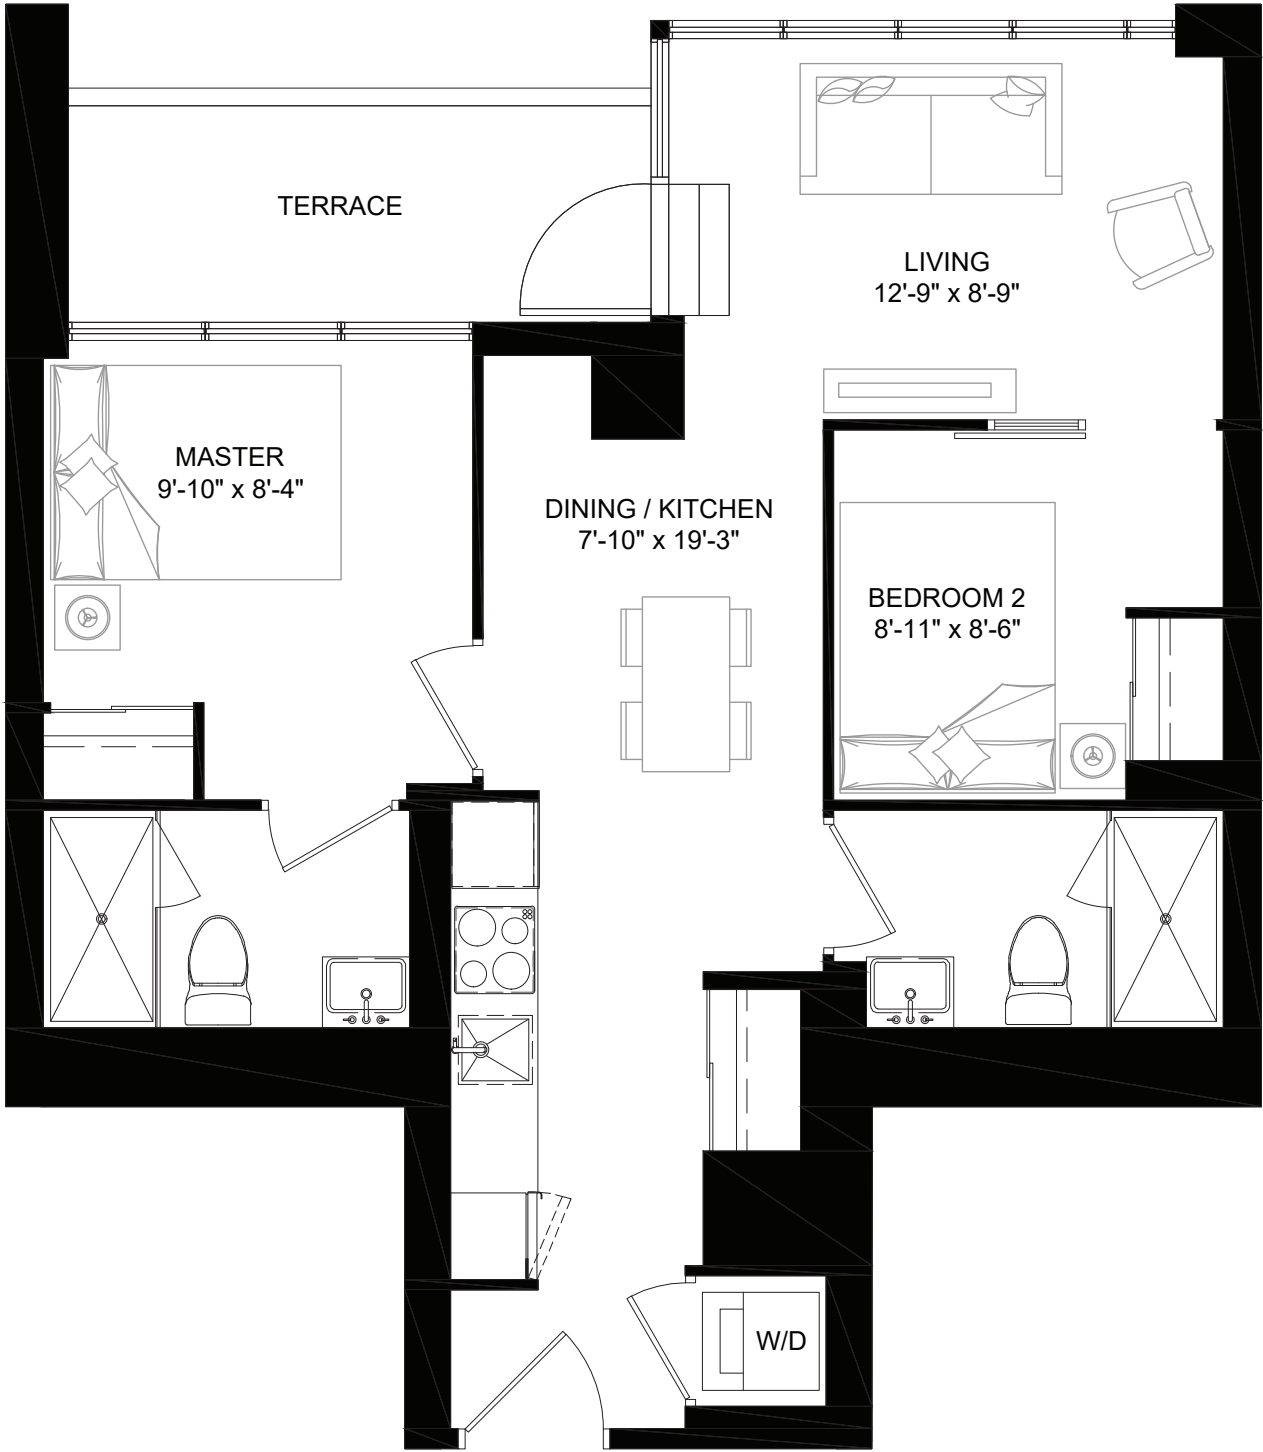 TERRACE
LIVING
12'-9" x 8'-9"
MASTER
9'-10" x 8'-4"
DINING / KITCHEN
7'-10" x 19'-3"
BEDROOM 2
8'-11" x 8'-6"
W/D